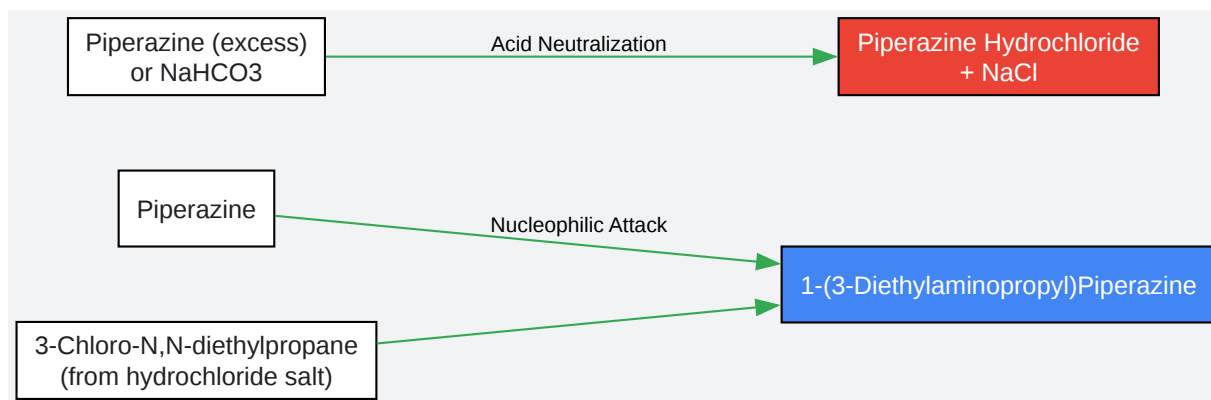 Piperazine (excess)
or NaHCO3
Acid Neutralization
Piperazine Hydrochloride
+ NaCl
Piperazine
Nucleophilic Attack
1-(3-Diethylaminopropyl)Piperazine
3-Chloro-N,N-diethylpropane
(from hydrochloride salt)